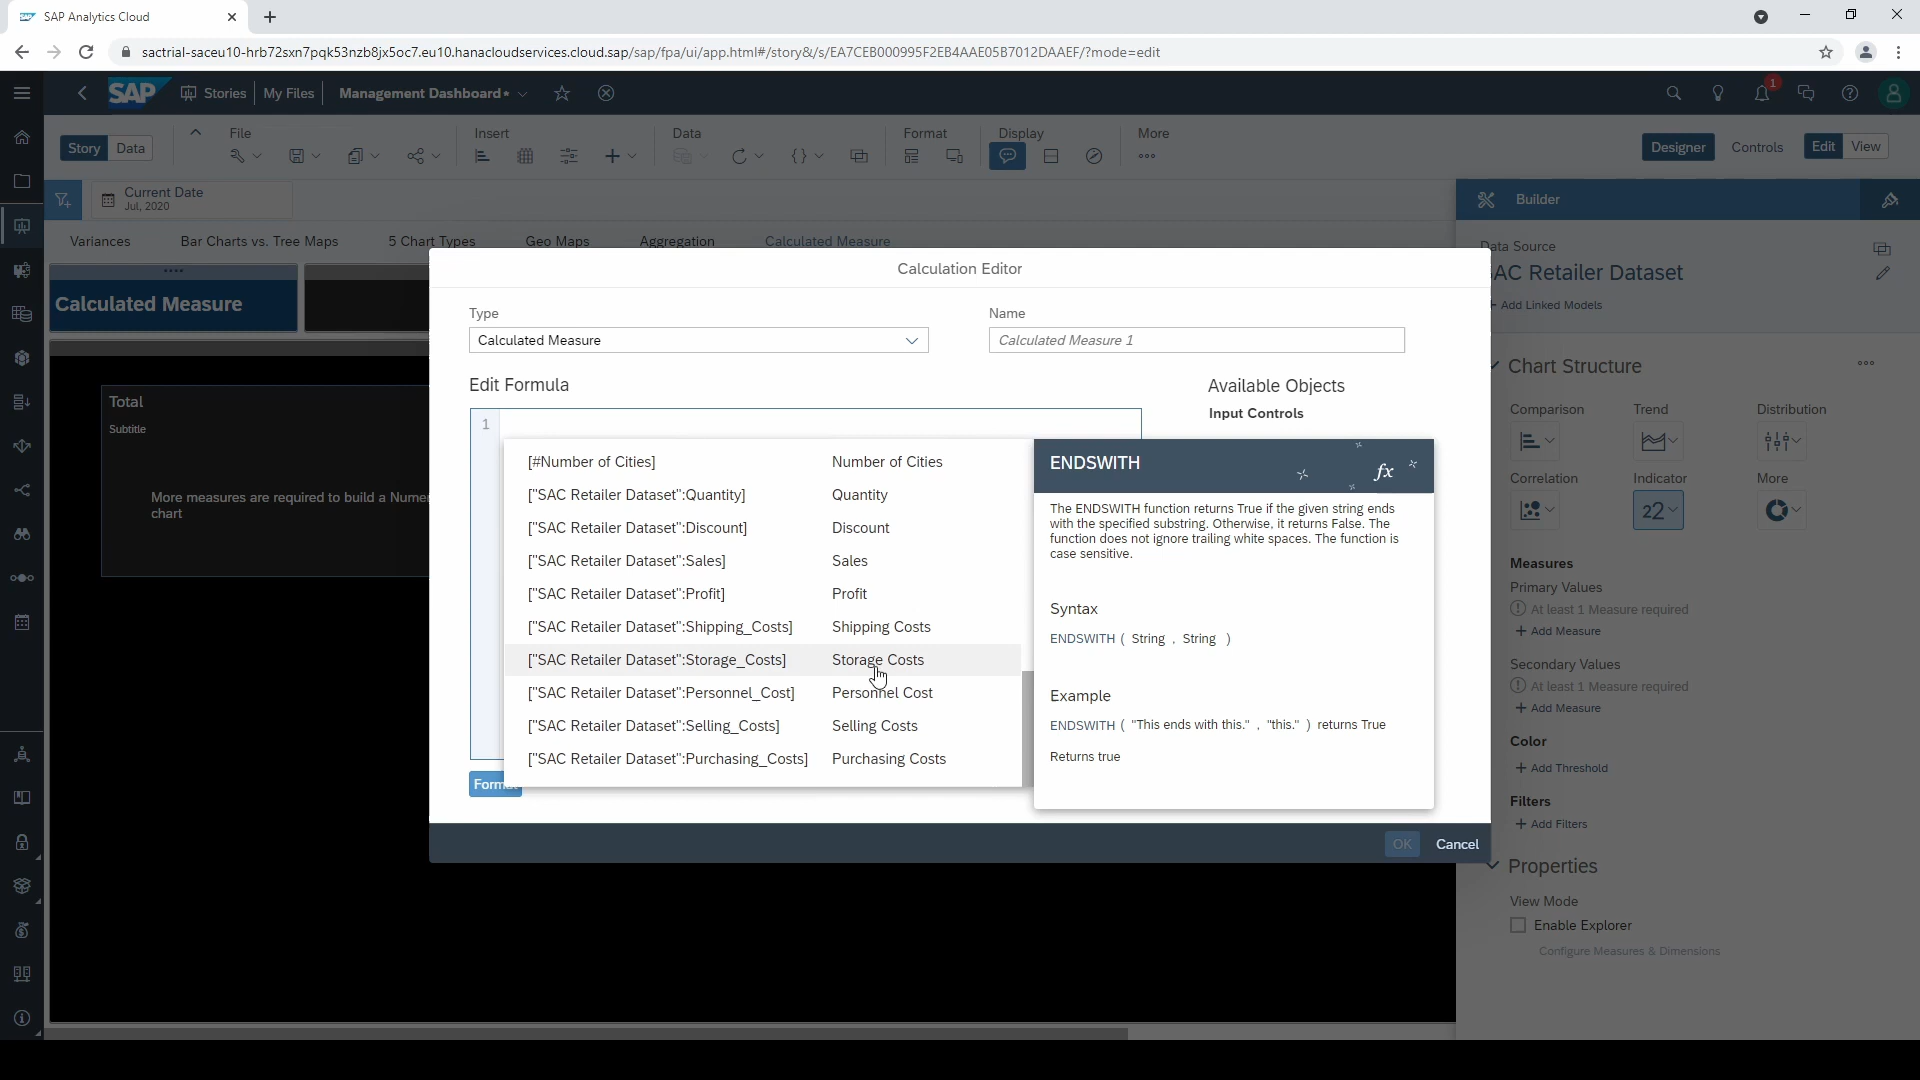 SAP Analytics Cloud
sactrial-saceu10-hrb72sxn7pqk53nzb8jx5oc7.eu10.hanacloudservices.cloud.sap/sap/fpa/ui/app.html#/story&/s/EA7CEB000995F2EB4AAE05B7012DAAEF/?mode=edit
SAP Stories My Files Management Dashboard* 1
Story Data File Insert Data Format Display More Designer Controls Edit View
Current Date
Jul, 2020
Builder
Variances Bar Charts vs. Tree Maps 5 Chart Types Geo Maps Aggregation Calculated Measure
Calculated Measure
Total
Subtitle
More measures are required to build a Numer
chart
Calculation Editor
Type
Calculated Measure
Name
Calculated Measure 1
Edit Formula
1
Available Objects
Input Controls
[#Number of Cities] Number of Cities
["SAC Retailer Dataset":Quantity] Quantity
["SAC Retailer Dataset":Discount] Discount
["SAC Retailer Dataset":Sales] Sales
["SAC Retailer Dataset":Profit] Profit
["SAC Retailer Dataset":Shipping_Costs] Shipping Costs
["SAC Retailer Dataset":Storage_Costs] Storage Costs
["SAC Retailer Dataset":Personnel_Cost] Personnel Cost
["SAC Retailer Dataset":Selling_Costs] Selling Costs
["SAC Retailer Dataset":Purchasing_Costs] Purchasing Costs
Forma
ENDSWITH fx
The ENDSWITH function returns True if the given string ends
with the specified substring. Otherwise, it returns False. The
function does not ignore trailing white spaces. The function is
case sensitive.
Syntax
ENDSWITH ( String , String )
Example
ENDSWITH ( "This ends with this." , "this." ) returns True
Returns true
OK Cancel
Data Source
SAC Retailer Dataset
+ Add Linked Models
Chart Structure
Comparison Trend Distribution
Correlation Indicator More
22
Measures
Primary Values
At least 1 Measure required
+ Add Measure
Secondary Values
At least 1 Measure required
+ Add Measure
Color
+ Add Threshold
Filters
+ Add Filters
Properties
View Mode
Enable Explorer
Configure Measures & Dimensions